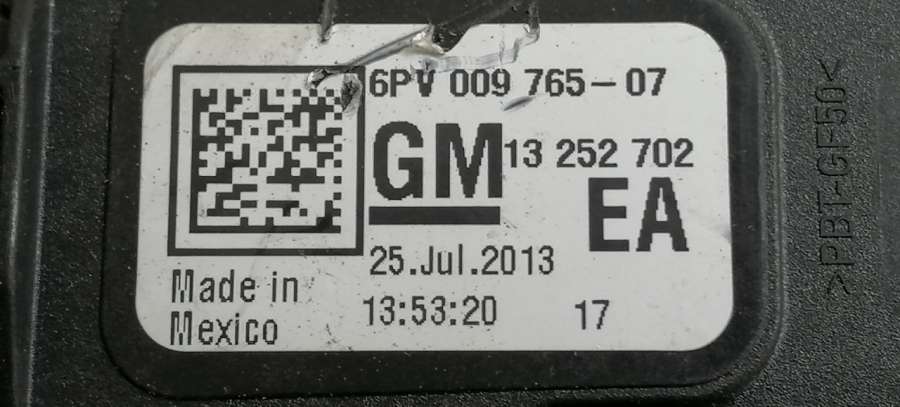 6PV 009 765-07
GM 13 252 702
EA
25.Jul.2013
Made in
Mexico
13:53:20 17
>PBT-GF50<